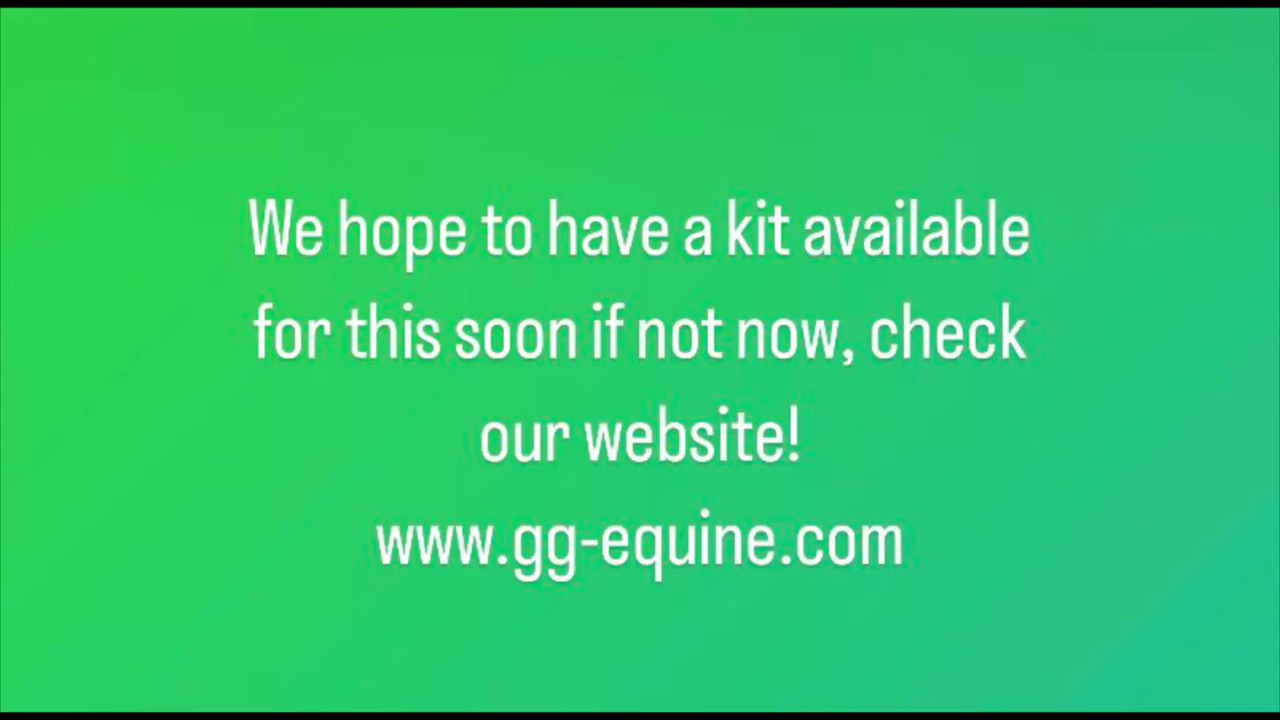 We hope to have a kit available
for this soon if not now, check
our website!
www.gg-equine.com